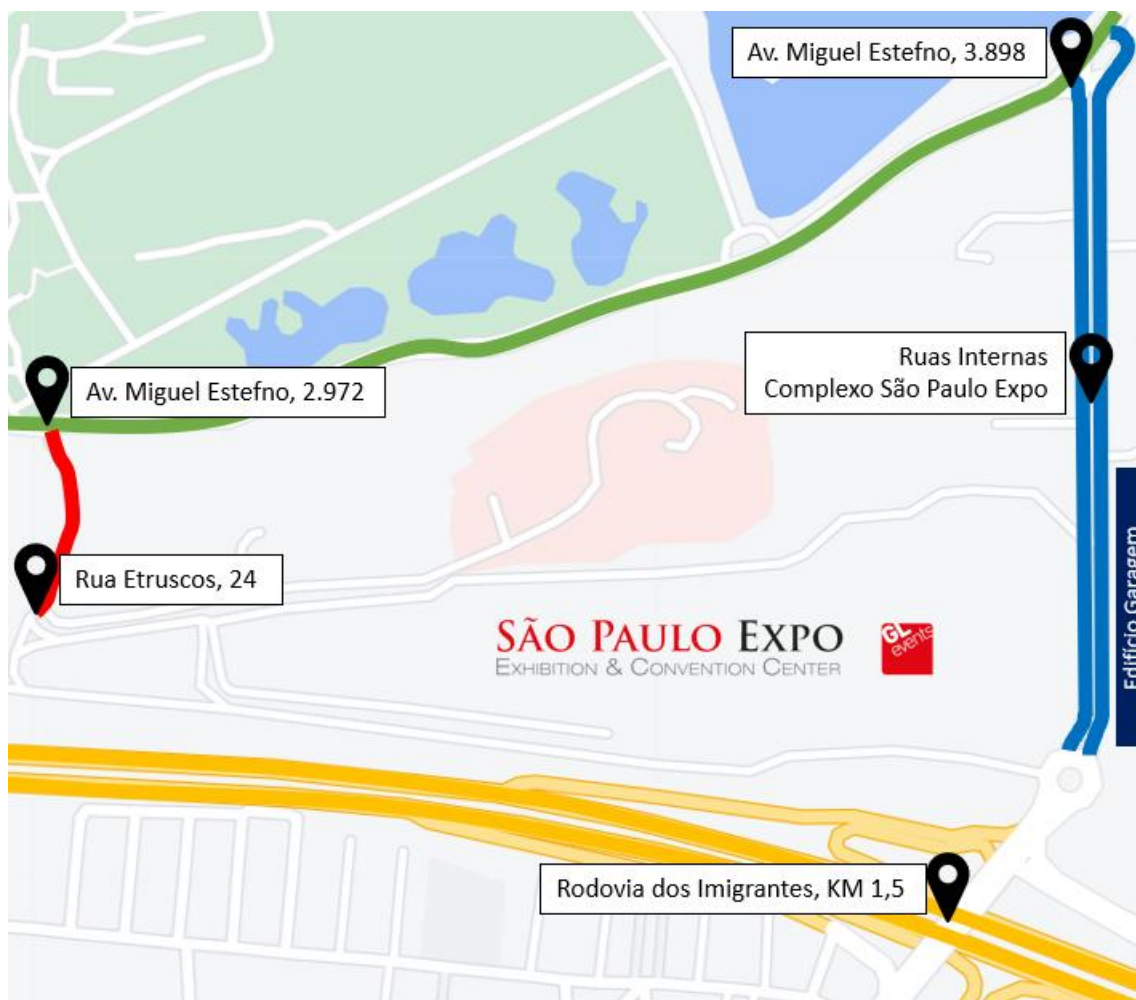 Av. Miguel Estefno, 3.898
Ruas Internas
Complexo São Paulo Expo
Av. Miguel Estefno, 2.972
Edifício Garagem
Rua Etruscos, 24
SÃO PAULO EXPO
EXHIBITION & CONVENTION CENTER
GL
events
Rodovia dos Imigrantes, KM 1,5